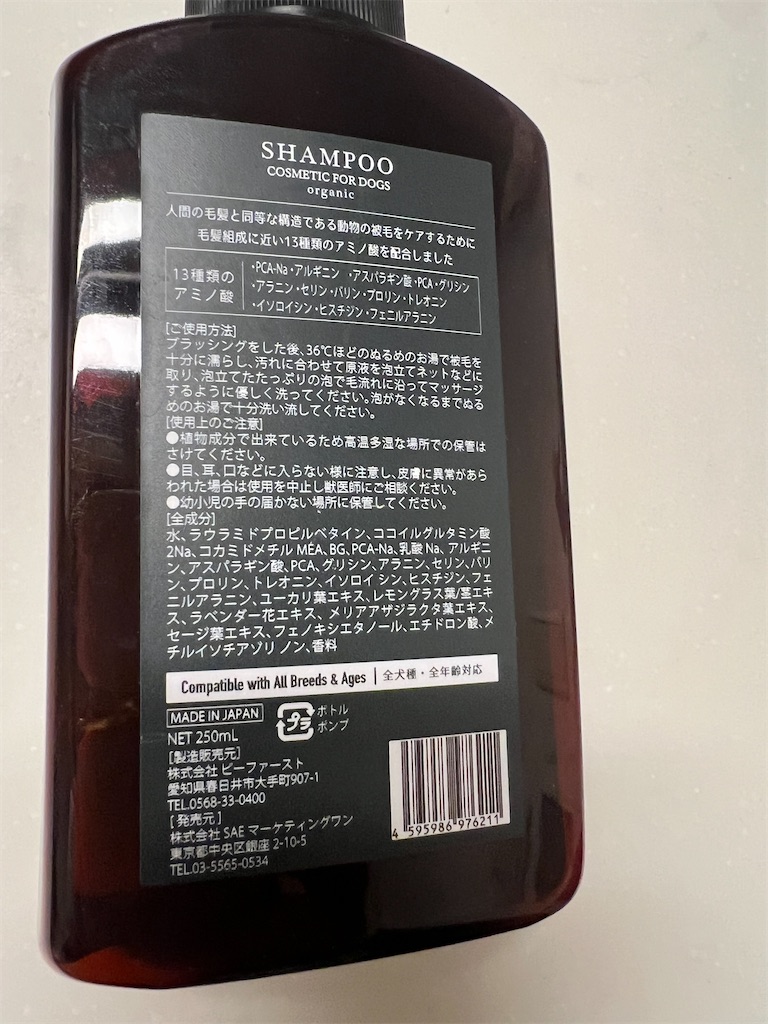 SHAMPOO
COSMETIC FOR DOGS
organic
人間の毛髪と同等な構造である動物の被毛をケアするために
毛髪組成に近い13種類のアミノ酸を配合しました
13種類の
アミノ酸
・PCA-Na・アルギニン ・アスパラギン酸・PCA・グリシン
・アラニン・セリン・バリン・プロリン・トレオニン
・イソロイシン・ヒスチジン・フェニルアラニン
[ご使用方法]
ブラッシングをした後、36℃ほどのぬるめのお湯で被毛を
十分に濡らし、汚れに合わせて原液を泡立てネットなどに
取り、泡立てたたっぷりの泡で毛流れに沿ってマッサージ
するように優しく洗ってください。泡がなくなるまでぬる
めのお湯で十分洗い流してください。
[使用上のご注意]
●植物成分で出来ているため高温多湿な場所での保管は
さけてください。
●目、耳、口などに入らない様に注意し、皮膚に異常があら
われた場合は使用を中止し獣医師にご相談ください。
●幼小児の手の届かない場所に保管してください。
[全成分]
水、ラウラミドプロピルベタイン、ココイルグルタミン酸
2Na、コカミドメチル MEA、BG、PCA-Na、乳酸 Na、アルギニ
ン、アスパラギン酸、PCA、グリシン、アラニン、セリン、バリ
ン、プロリン、トレオニン、イソロイ シン、ヒスチジン、フェ
ニルアラニン、ユーカリ葉エキス、レモングラス葉/茎エキ
ス、ラベンダー花エキス、メリアアザジラクタ葉エキス、
セージ葉エキス、フェノキシエタノール、エチドロン酸、メ
チルイソチアゾリ ノン、香料
Compatible with All Breeds & Ages | 全犬種・全年齢対応
MADE IN JAPAN
プラ
ボトル
ポンプ
NET 250mL
[製造販売元]
株式会社 ビーファースト
愛知県春日井市大手町907-1
TEL.0568-33-0400
[ 発売元 ]
株式会社 SAE マーケティングワン
東京都中央区銀座 2-10-5
TEL.03-5565-0534
4 595986 976211